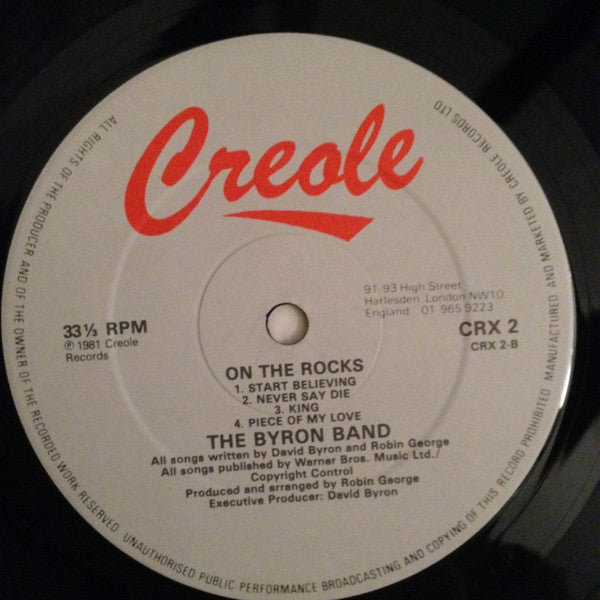 Creole
91-93 High Street
Harlesden, London NW10
England 01 965 9223
33⅓ RPM
℗ 1981 Creole
Records
CRX 2
CRX 2-B
ON THE ROCKS
1. START BELIEVING
2. NEVER SAY DIE
3. KING
4. PIECE OF MY LOVE
THE BYRON BAND
All songs written by David Byron and Robin George
All songs published by Warner Bros. Music Ltd./
Copyright Control
Produced and arranged by Robin George
Executive Producer: David Byron
ALL RIGHTS OF THE PRODUCER AND OF THE OWNER OF THE RECORDED WORK RESERVED UNAUTHORISED PUBLIC PERFORMANCE BROADCASTING AND COPYING OF THIS RECORD PROHIBITED. MANUFACTURED AND MARKETED BY CREOLE RECORDS LTD